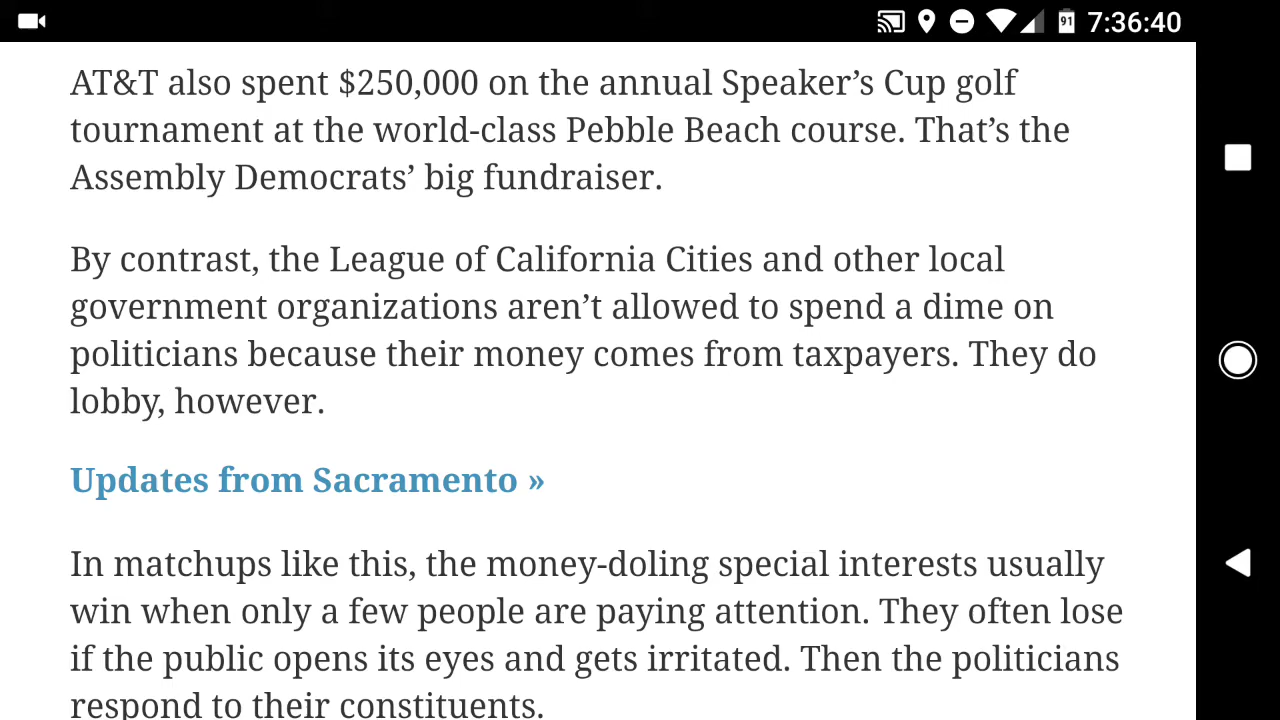 91 7:36:40
AT&T also spent $250,000 on the annual Speaker’s Cup golf
tournament at the world-class Pebble Beach course. That’s the
Assembly Democrats’ big fundraiser.
By contrast, the League of California Cities and other local
government organizations aren’t allowed to spend a dime on
politicians because their money comes from taxpayers. They do
lobby, however.
Updates from Sacramento »
In matchups like this, the money-doling special interests usually
win when only a few people are paying attention. They often lose
if the public opens its eyes and gets irritated. Then the politicians
respond to their constituents.